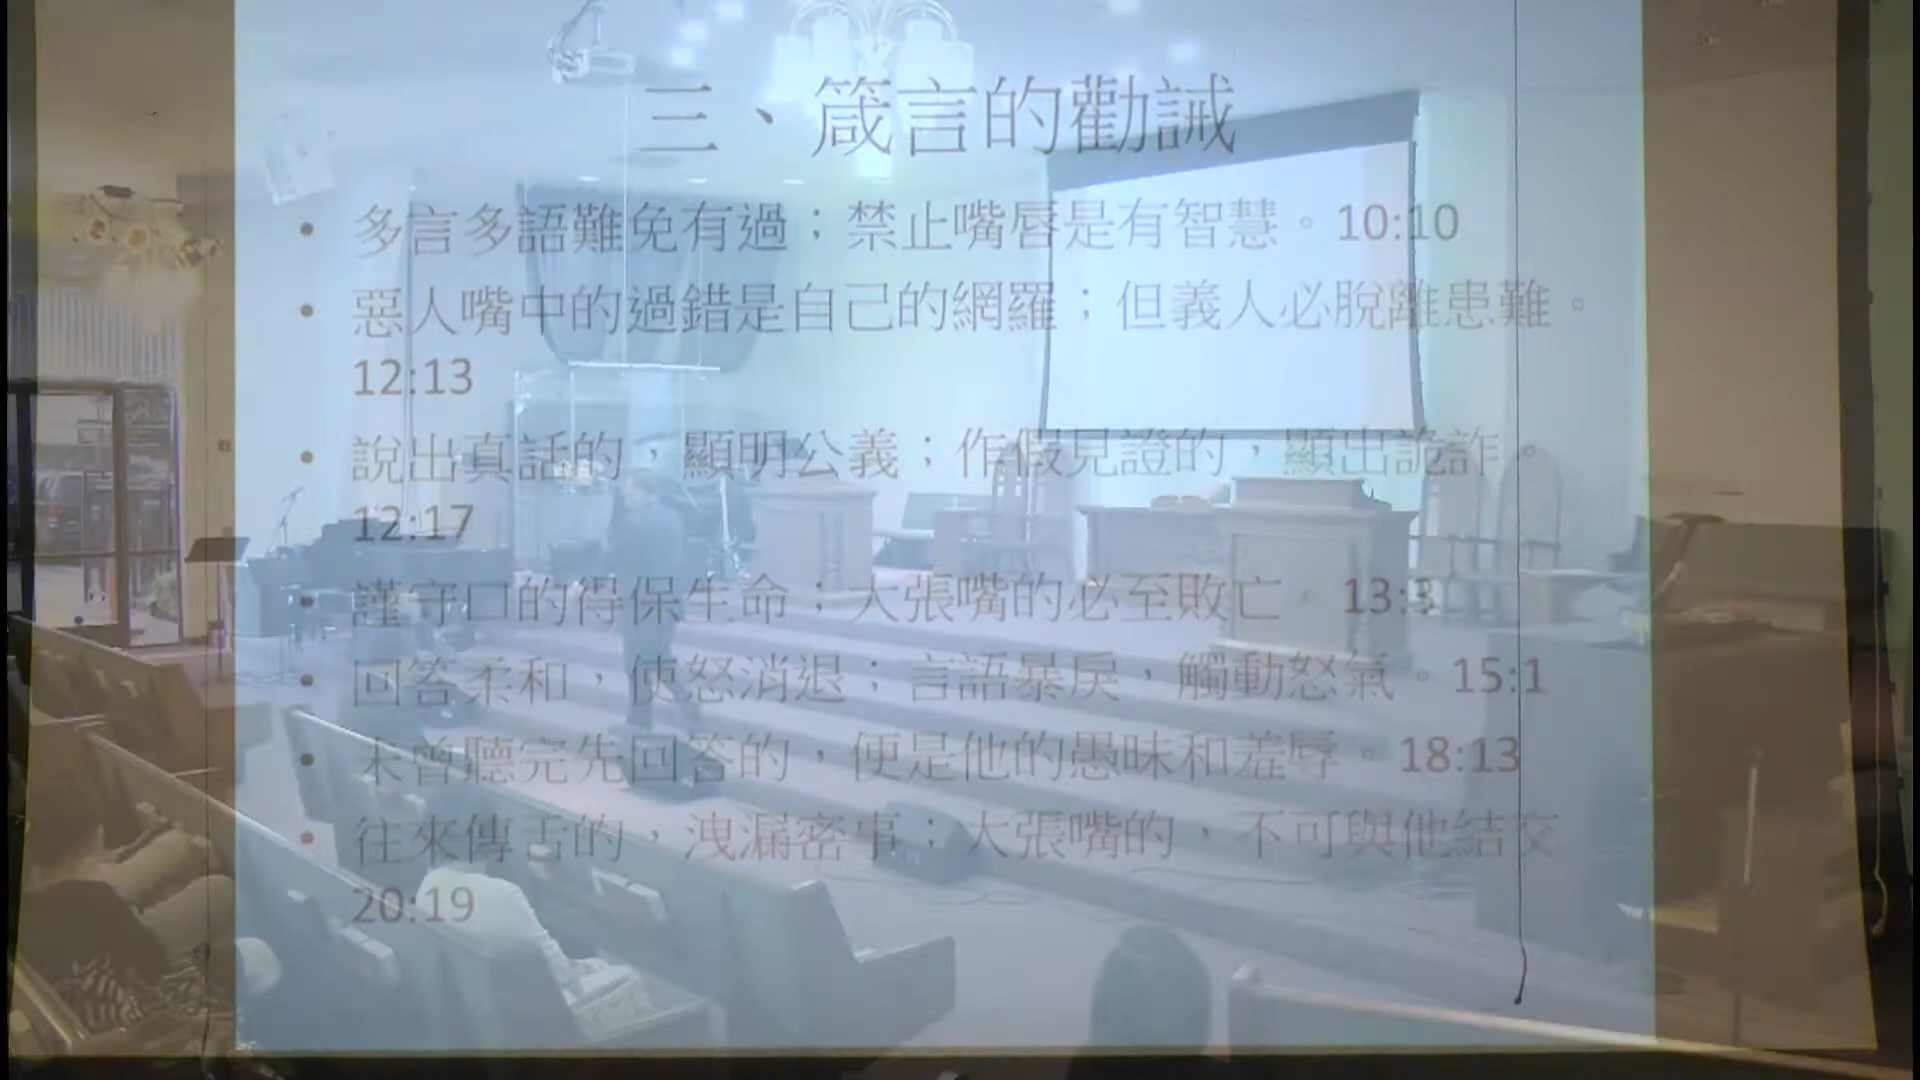 三、箴言的勸誡
• 多言多語難免有過；禁止嘴唇是有智慧。10:10
• 惡人嘴中的過錯是自己的網羅；但義人必脫離患難。
12:13
• 說出真話的，顯明公義；作假見證的，顯出詭詐。
12:17
• 謹守口的得保生命；大張嘴的必至敗亡。 13:3
• 回答柔和，使怒消退；言語暴戾，觸動怒氣。15:1
• 未曾聽完先回答的，便是他的愚昧和羞辱。18:13
• 往來傳舌的，洩漏密事；大張嘴的，不可與他結交
20:19